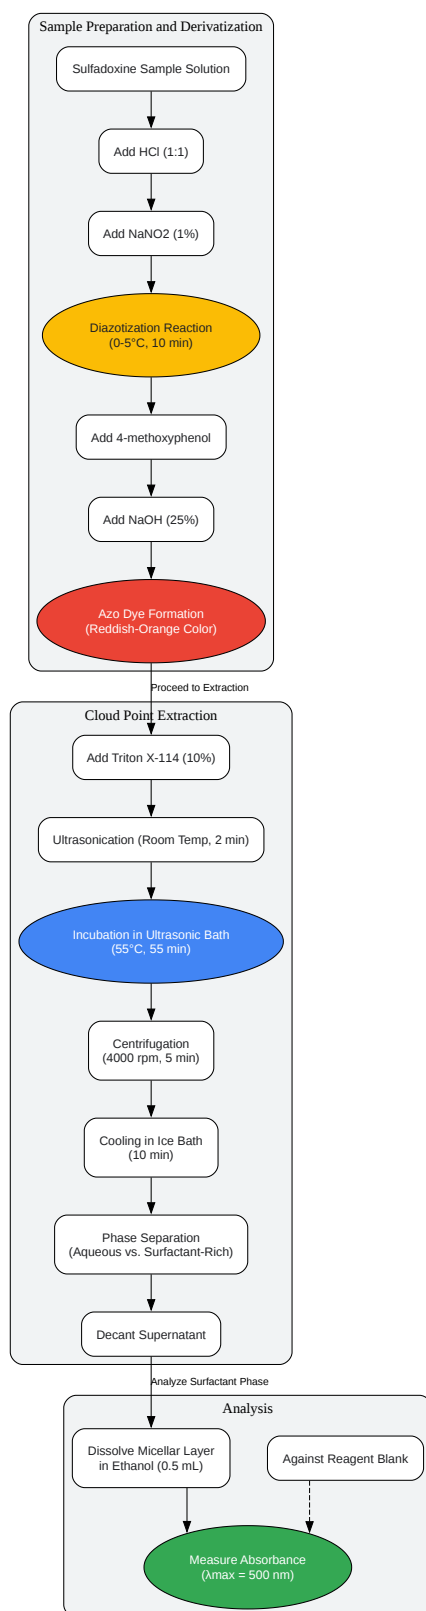 Sample Preparation and Derivatization
Sulfadoxine Sample Solution
Add HCl (1:1)
Add NaNO2 (1%)
Diazotization Reaction
(0-5°C, 10 min)
Add 4-methoxyphenol
Add NaOH (25%)
Azo Dye Formation
(Reddish-Orange Color)
Proceed to Extraction
Cloud Point Extraction
Add Triton X-114 (10%)
Ultrasonication (Room Temp, 2 min)
Incubation in Ultrasonic Bath
(55°C, 55 min)
Centrifugation
(4000 rpm, 5 min)
Cooling in Ice Bath
(10 min)
Phase Separation
(Aqueous vs. Surfactant-Rich)
Decant Supernatant
Analyze Surfactant Phase
Analysis
Dissolve Micellar Layer
in Ethanol (0.5 mL)
Against Reagent Blank
Measure Absorbance
(λmax = 500 nm)